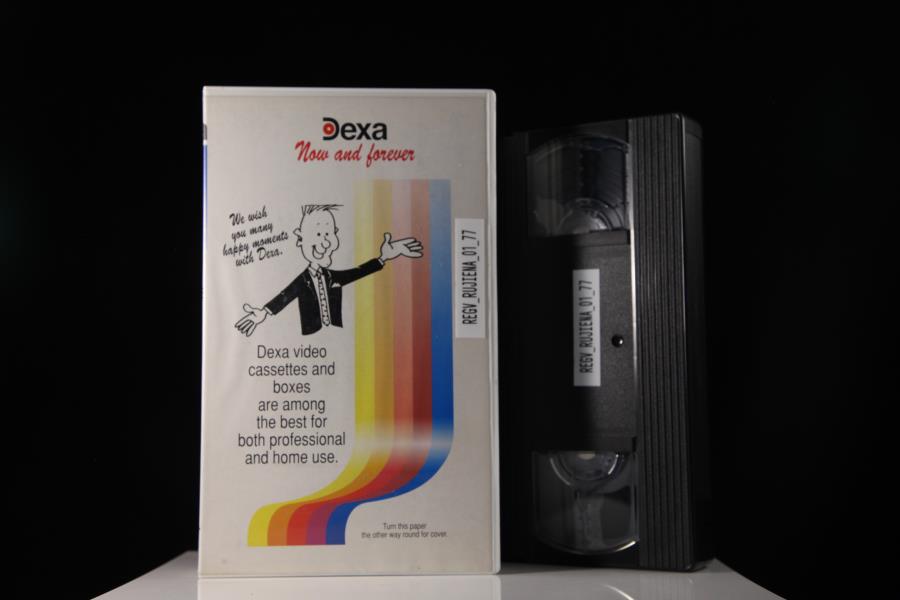 Dexa
Now and forever
We wish
you many
happy moments
with Dexa.
Dexa video
cassettes and
boxes
are among
the best for
both professional
and home use.
Turn this paper
the other way round for cover.
REGV_RUJIENA_01_77
REGV_RUJIENA_01_77